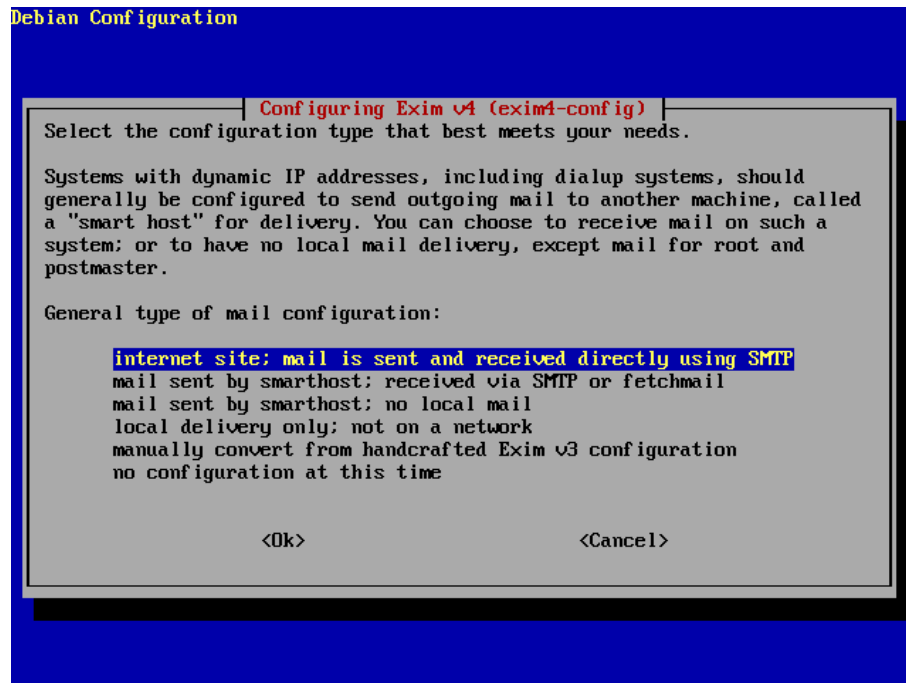 Debian Configuration
Configuring Exim v4 (exim4-config)
Select the configuration type that best meets your needs.
Systems with dynamic IP addresses, including dialup systems, should
generally be configured to send outgoing mail to another machine, called
a "smart host" for delivery. You can choose to receive mail on such a
system; or to have no local mail delivery, except mail for root and
postmaster.
General type of mail configuration:
internet site; mail is sent and received directly using SMTP
mail sent by smarthost; received via SMTP or fetchmail
mail sent by smarthost; no local mail
local delivery only; not on a network
manually convert from handcrafted Exim v3 configuration
no configuration at this time
<Ok> <Cancel>